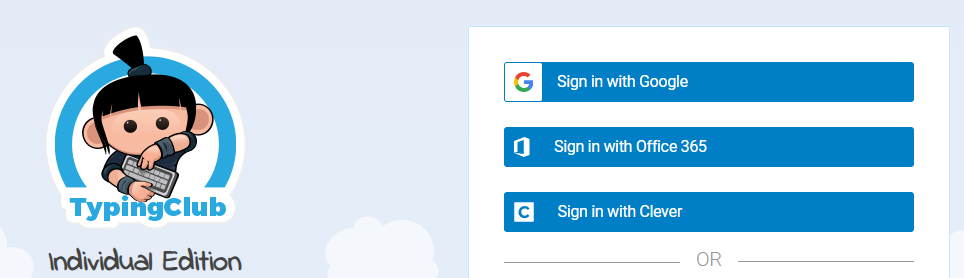 TypingClub
Individual Edition
Sign in with Google
Sign in with Office 365
C
Sign in with Clever
OR